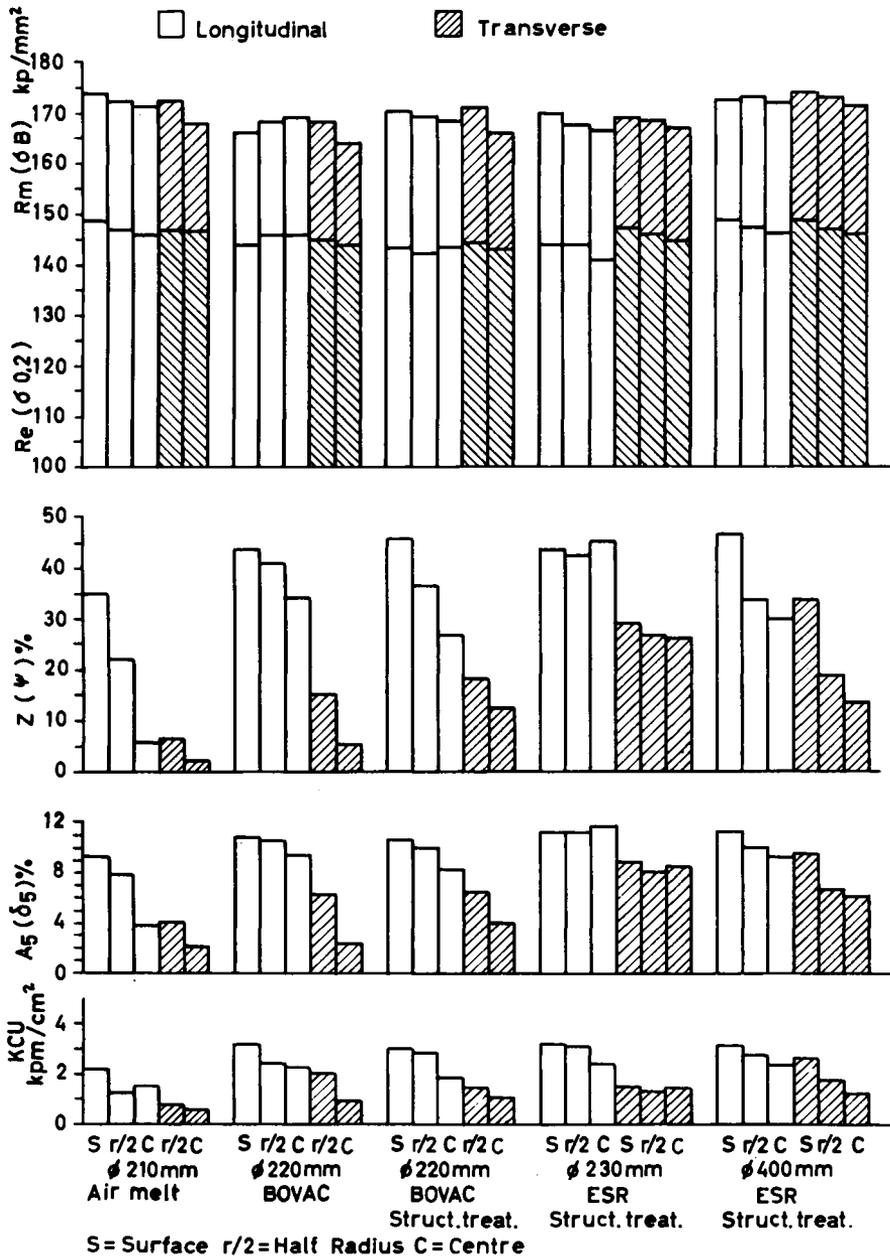 Longitudinal Transverse
Rm (σB) kp/mm²
180
170
160
150
140
130
120
110
100
Re (σ0.2)
50
40
30
20
10
0
Z (Ψ) %
12
8
4
0
A5 (δ5) %
4
2
0
KCU kpm/cm²
S r/2 C r/2 C S r/2 C r/2 C S r/2 C r/2 C S r/2 C S r/2 C S r/2 C S r/2 C
ϕ 210mm ϕ 220mm ϕ 220mm ϕ 230mm ϕ 400mm
Air melt BOVAC BOVAC ESR ESR
Struct.treat. Struct.treat. Struct.treat.
S= Surface r/2=Half Radius C=Centre